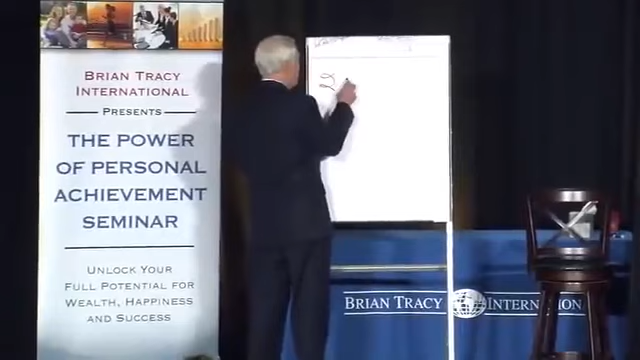 BRIAN TRACY
INTERNATIONAL
PRESENTS
THE POWER
OF PERSONAL
ACHIEVEMENT
SEMINAR
UNLOCK YOUR
FULL POTENTIAL FOR
WEALTH, HAPPINESS
AND SUCCESS
BRIAN TRACY INTERNATIONAL